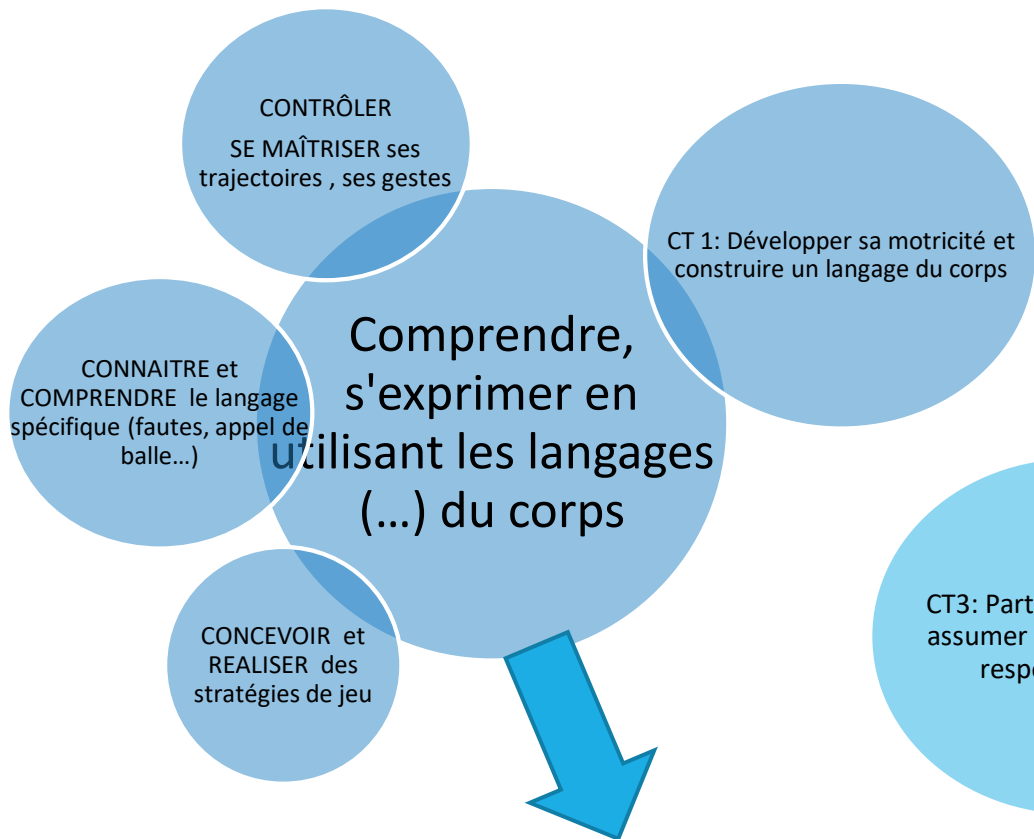 CONTRÔLER
SE MAÎTRISER ses
trajectoires , ses gestes
CT 1: Développer sa motricité et
construire un langage du corps
Comprendre,
s'exprimer en
utilisant les langages
(...) du corps
CONNAITRE et
COMPRENDRE le langage
spécifique (fautes, appel de
balle...)
CONCEVOIR et
REALISER des
stratégies de jeu
CT3: Part
assumer
respo